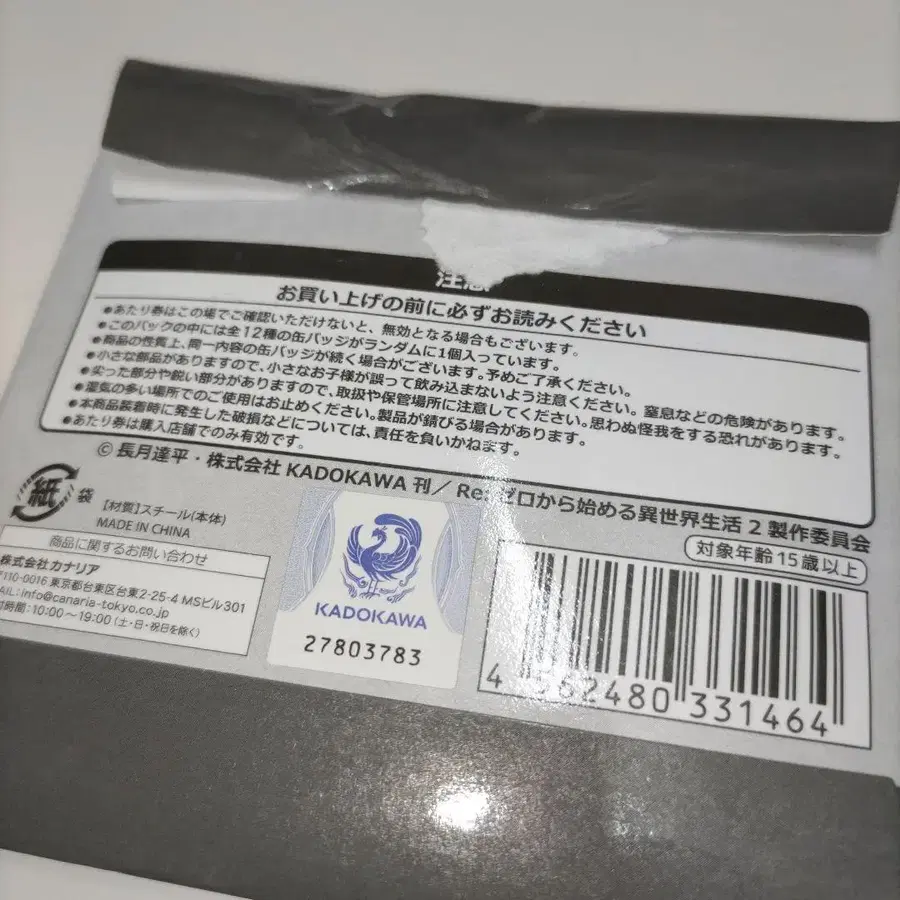 注意
お買い上げの前に必ずお読みください
●あたり券はこの場でご確認いただけないと、無効となる場合もございます。
●このパックの中には全12種の缶バッジがランダムに1個入っています。
●商品の性質上、同一内容の缶バッジが続く場合がございます。予めご了承ください。
●小さな部品がありますので、小さなお子様が誤って飲み込まないよう注意ください。窒息などの危険があります。
●尖った部分や鋭い部分がありますので、取扱や保管場所に注意してください。思わぬ怪我をする恐れがあります。
●湿気の多い場所でのご使用はお止めください。製品が錆びる場合があります。
●本商品装着時に発生した破損などについては、責任を負いかねます。
●あたり券は購入店舗でのみ有効です。
© 長月達平・株式会社 KADOKAWA 刊／Re:ゼロから始める異世界生活 2 製作委員会
紙 袋
【材質】スチール(本体)
MADE IN CHINA
対象年齢 15歳以上
商品に関するお問い合わせ
株式会社 カナリア
110-0016 東京都台東区台東2-25-4 MSビル301
AIL:info@canaria-tokyo.co.jp
時間:10:00～19:00 (土・日・祝日を除く)
KADOKAWA
27803783
4 562480 331464